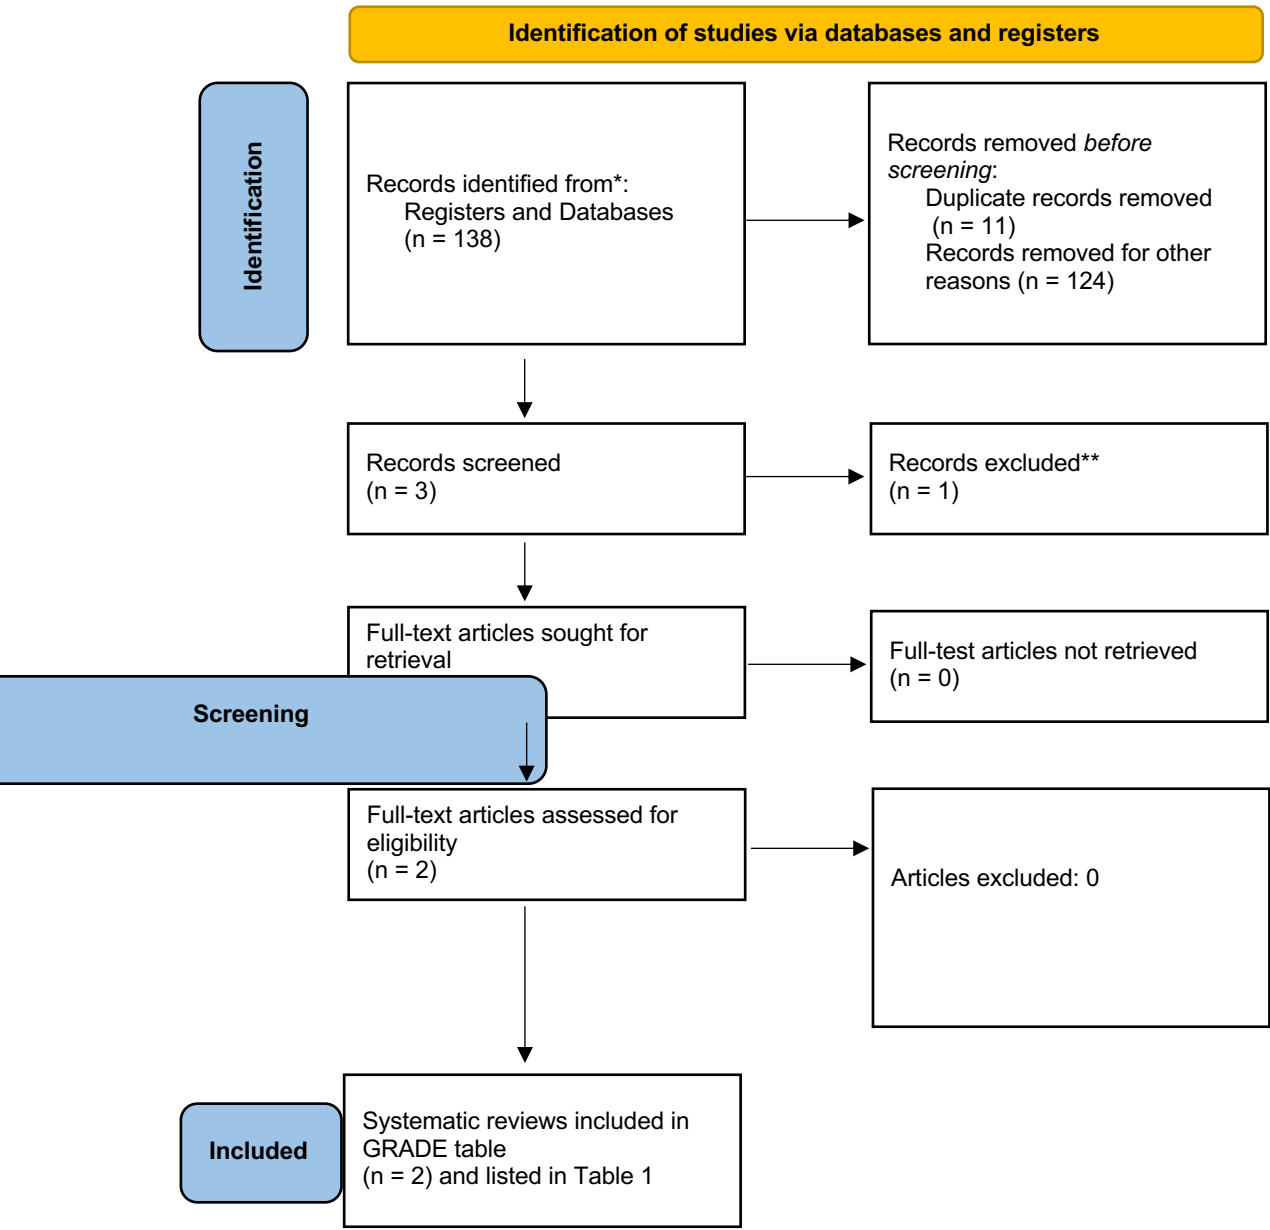 Identification of studies via databases and registers
Identification
Records identified from*:
Registers and Databases
(n = 138)
Records removed before
screening:
Duplicate records removed
(n = 11)
Records removed for other
reasons (n = 124)
Records screened
(n = 3)
Records excluded**
(n = 1)
Full-text articles sought for
retrieval
Full-test articles not retrieved
(n = 0)
Screening
Full-text articles assessed for
eligibility
(n = 2)
Articles excluded: 0
Included
Systematic reviews included in
GRADE table
(n = 2) and listed in Table 1